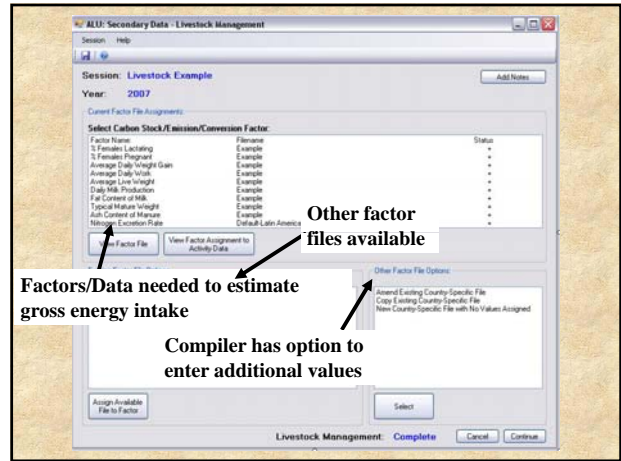 ALU: Secondary Data - Livestock Management
Session Help
Session: Livestock Example
Add Notes
Year: 2007
Current Factor File Assignments
Select Carbon Stock/Emission/Conversion Factor:
Factor Name Filename Status
% Females Lactating Example +
% Females Pregnant Example +
Average Daily Weight Gain Example +
Average Daily Work Example +
Average Live Weight Example +
Daily Milk Production Example +
Fat Content of Milk Example +
Typical Mature Weight Example +
Ash Content of Manure Example +
Nitrogen Excretion Rate Default-Latin America +
Other factor
files available
View Factor File
View Factor Assignment to
Activity Data
Factors/Data needed to estimate
gross energy intake
Other Factor File Options:
Amend Existing Country-Specific File
Copy Existing Country-Specific File
New Country-Specific File with No Values Assigned
Compiler has option to
enter additional values
Assign Available
File to Factor
Select
Livestock Management: Complete
Cancel
Continue